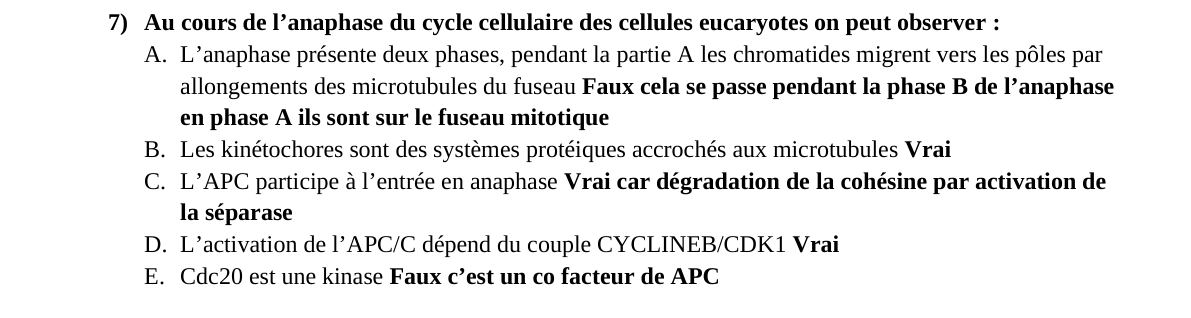 7) Au cours de l’anaphase du cycle cellulaire des cellules eucaryotes on peut observer :
A. L’anaphase présente deux phases, pendant la partie A les chromatides migrent vers les pôles par
allongements des microtubules du fuseau Faux cela se passe pendant la phase B de l’anaphase
en phase A ils sont sur le fuseau mitotique
B. Les kinétochores sont des systèmes protéiques accrochés aux microtubules Vrai
C. L’APC participe à l’entrée en anaphase Vrai car dégradation de la cohésine par activation de
la séparase
D. L’activation de l’APC/C dépend du couple CYCLINEB/CDK1 Vrai
E. Cdc20 est une kinase Faux c’est un co facteur de APC